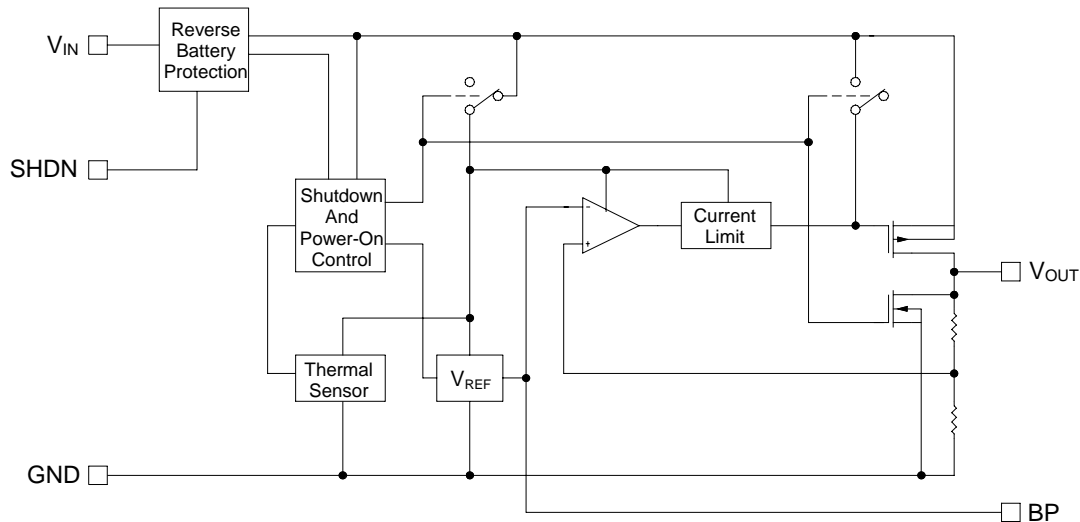 Reverse
Battery
Protection
VIN
SHDN
Shutdown
And
Power-On
Control
-
+
Current
Limit
VOUT
Thermal
Sensor
VREF
GND
BP